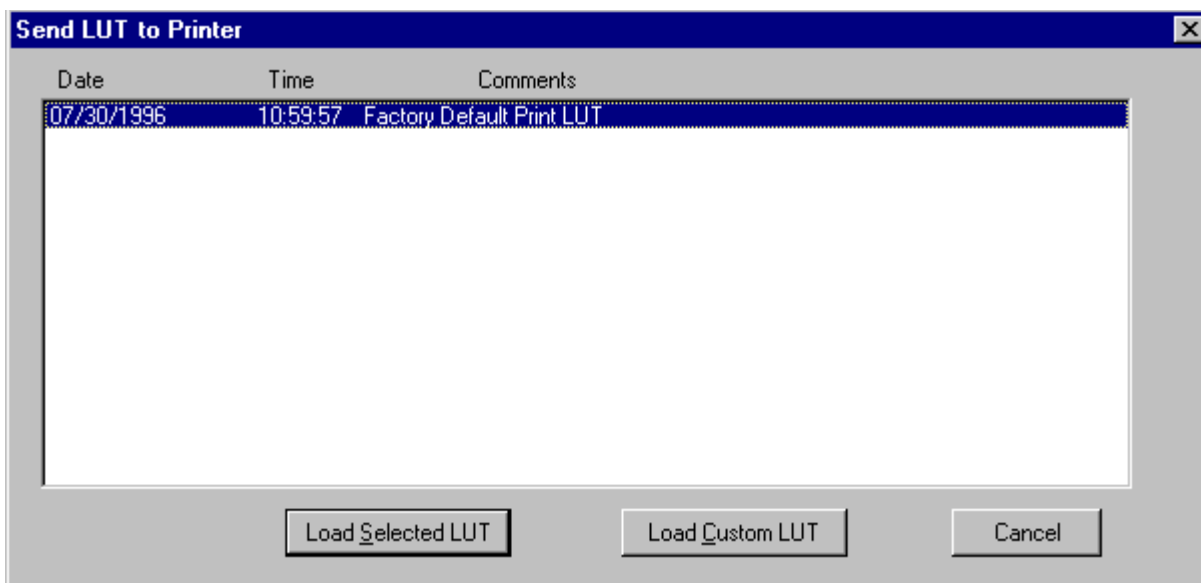 Send LUT to Printer
Date Time Comments
07/30/1996 10:59:57 Factory Default Print LUT
Load Selected LUT Load Custom LUT Cancel